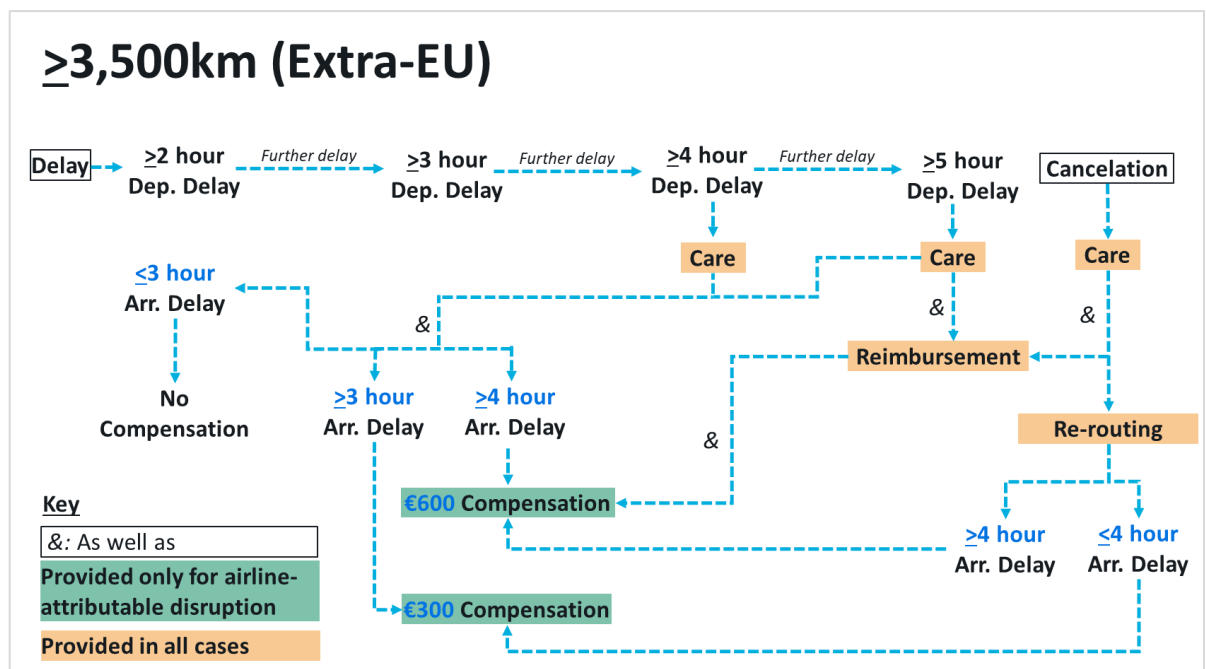 ≥3,500km (Extra-EU)
Delay
≥2 hour
Dep. Delay
Further delay
≥3 hour
Dep. Delay
Further delay
≥4 hour
Dep. Delay
Further delay
≥5 hour
Dep. Delay
Cancelation
Care
Care
Care
≤3 hour
Arr. Delay
&
&
&
Reimbursement
No
Compensation
≥3 hour
Arr. Delay
≥4 hour
Arr. Delay
&
Re-routing
€600 Compensation
≥4 hour
Arr. Delay
≤4 hour
Arr. Delay
€300 Compensation
Key
&: As well as
Provided only for airline-
attributable disruption
Provided in all cases